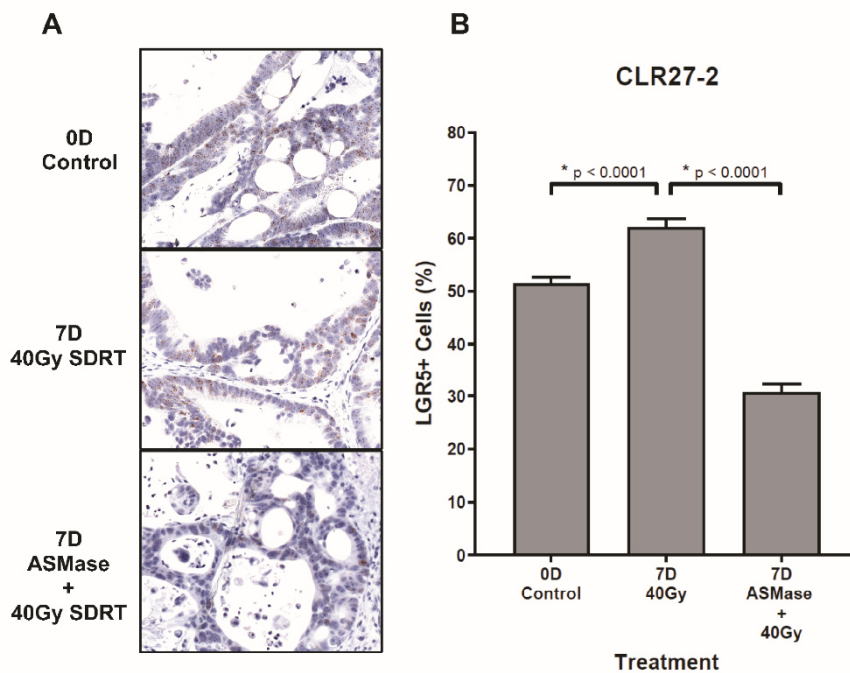 A
0D
Control
7D
40Gy SDRT
7D
ASMase
+
40Gy SDRT
B
CLR27-2
LGR5+ Cells (%)
80
70
60
50
40
30
20
10
0
* p < 0.0001
* p < 0.0001
0D
Control
7D
40Gy
7D
ASMase
+
40Gy
Treatment